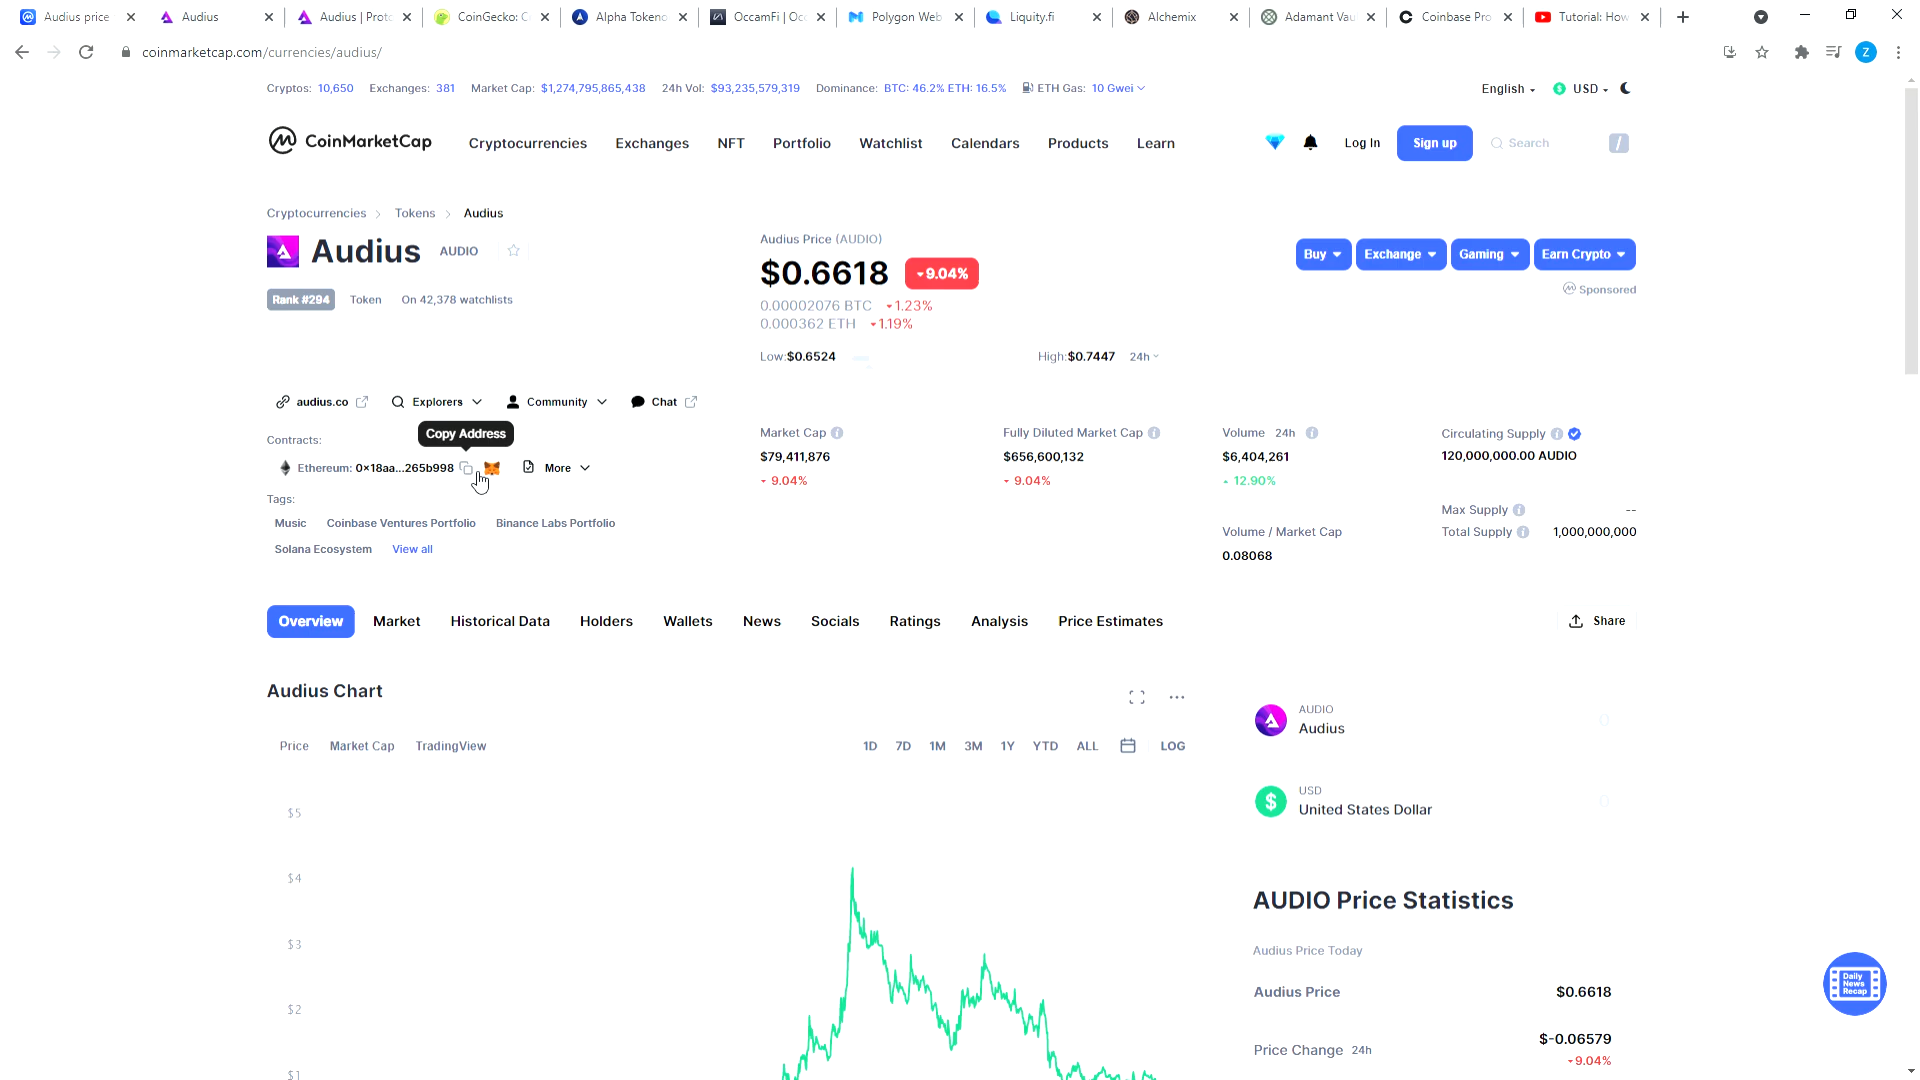 Audius price
Audius
Audius | Proto
CoinGecko: C
Alpha Tokeno
OccamFi | Oc
Polygon Web
Liquity.fi
Alchemix
Adamant Vau
Coinbase Pro
Tutorial: How
coinmarketcap.com/currencies/audius/
Z
Cryptos: 10,650 Exchanges: 381 Market Cap: $1,274,795,865,438 24h Vol: $93,235,579,319 Dominance: BTC: 46.2% ETH: 16.5% ETH Gas: 10 Gwei
English USD
CoinMarketCap
Cryptocurrencies Exchanges NFT Portfolio Watchlist Calendars Products Learn
Log In Sign up Search /
Cryptocurrencies > Tokens > Audius
Audius AUDIO
Rank #294 Token On 42,378 watchlists
Audius Price (AUDIO)
$0.6618 9.04%
0.00002076 BTC 1.23%
0.000362 ETH 1.19%
Low:$0.6524 High:$0.7447 24h
Buy Exchange Gaming Earn Crypto
Sponsored
audius.co Explorers Community Chat
Copy Address
Contracts:
Ethereum: 0x18aa...265b998 More
Tags:
Music Coinbase Ventures Portfolio Binance Labs Portfolio
Solana Ecosystem View all
Market Cap
$79,411,876
9.04%
Fully Diluted Market Cap
$656,600,132
9.04%
Volume 24h
$6,404,261
12.90%
Volume / Market Cap
0.08068
Circulating Supply
120,000,000.00 AUDIO
Max Supply --
Total Supply 1,000,000,000
Overview Market Historical Data Holders Wallets News Socials Ratings Analysis Price Estimates
Share
Audius Chart
Price Market Cap TradingView
1D 7D 1M 3M 1Y YTD ALL LOG
$5
$4
$3
$2
$1
AUDIO
Audius
USD
United States Dollar
AUDIO Price Statistics
Audius Price Today
Audius Price $0.6618
Price Change 24h $-0.06579
9.04%
Daily
News
Recap